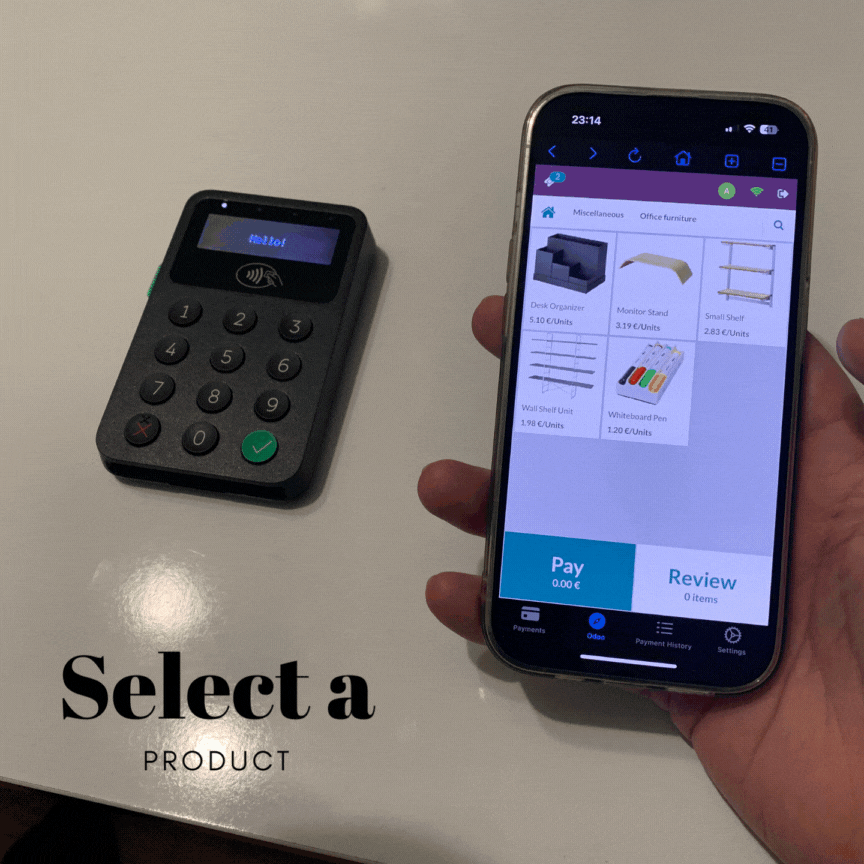 Hello!
1 2 3
4 5 6
7 8 9
0
23:14
41
2
A
Miscellaneous Office furniture
Desk Organizer
5.10 €/Units
Monitor Stand
3.19 €/Units
Small Shelf
2.83 €/Units
Wall Shelf Unit
1.98 €/Units
Whiteboard Pen
1.20 €/Units
Pay
0.00 €
Review
0 items
Payments
Odoo
Payment History
Settings
Select a
PRODUCT